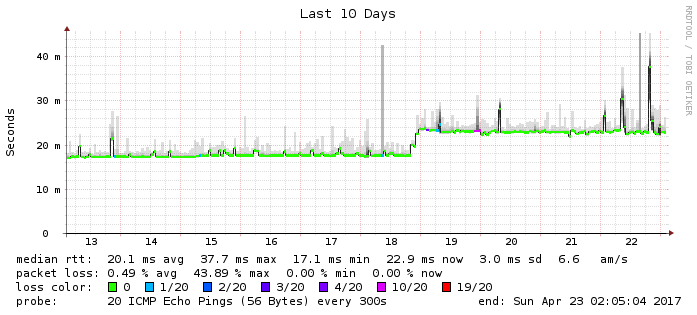 Last 10 Days
RRDTOOL / TOBI OETIKER
Seconds
40 m
30 m
20 m
10 m
0
13 14 15 16 17 18 19 20 21 22
median rtt: 20.1 ms avg 37.7 ms max 17.1 ms min 22.9 ms now 3.0 ms sd 6.6 am/s
packet loss: 0.49 % avg 43.89 % max 0.00 % min 0.00 % now
loss color: 0 1/20 2/20 3/20 4/20 10/20 19/20
probe: 20 ICMP Echo Pings (56 Bytes) every 300s end: Sun Apr 23 02:05:04 2017